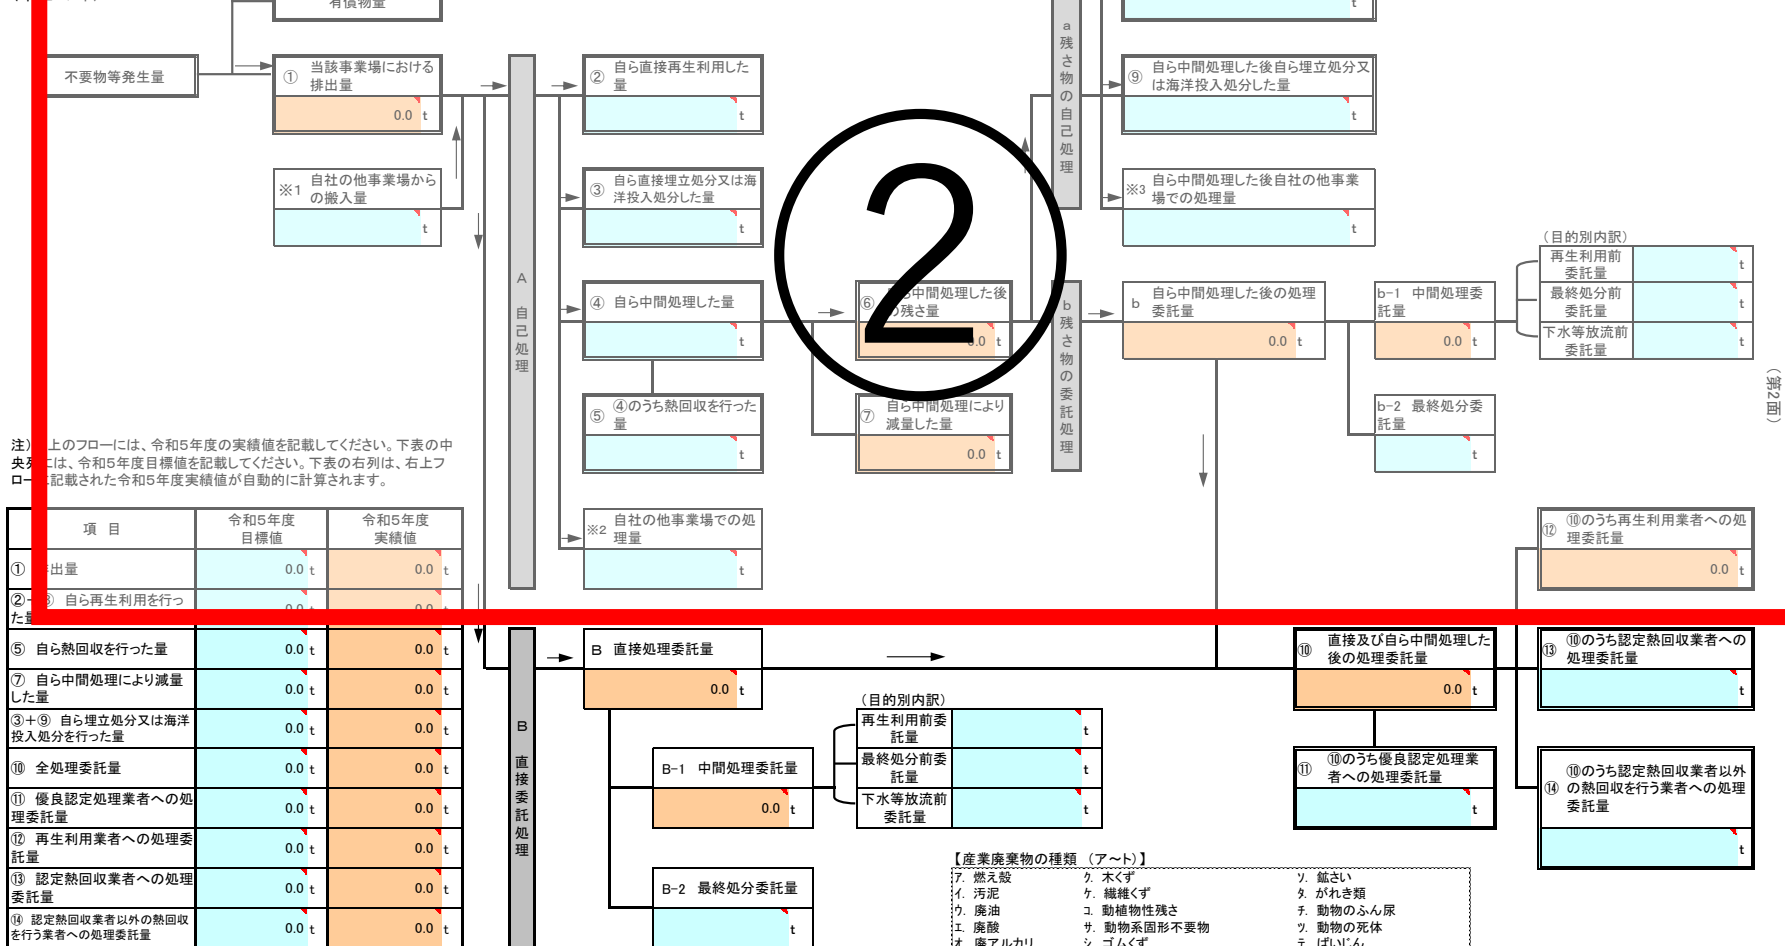 有償物量
t
不要物等発生量
① 当該事業場における
排出量
0.0 t
② 自ら直接再生利用した
量
t
a
残さ物の自己処理
⑨ 自ら中間処理した後自ら埋立処分又
は海洋投入処分した量
t
※1 自社の他事業場から
の搬入量
t
③ 自ら直接埋立処分又は海
洋投入処分した量
t
※3 自ら中間処理した後自社の他事業
場での処理量
t
2
A
自己処理
④ 自ら中間処理した量
t
⑥ 自ら中間処理した後
の残さ量
0.0 t
b
残さ物の委託処理
b 自ら中間処理した後の処理
委託量
0.0 t
b-1 中間処理委
託量
0.0 t
(目的別内訳)
再生利用前
委託量
t
最終処分前
委託量
t
下水等放流前
委託量
t
(第2面)
⑤ ④のうち熱回収を行った
量
t
⑦ 自ら中間処理により
減量した量
0.0 t
b-2 最終処分委
託量
t
注) 上のフローには、令和5年度の実績値を記載してください。下表の中
央列には、令和5年度目標値を記載してください。下表の右列は、右上フ
ローに記載された令和5年度実績値が自動的に計算されます。
※2 自社の他事業場での処
理量
t
⑫ ⑩のうち再生利用業者への処
理委託量
0.0 t
項 目 令和5年度
目標値 令和5年度
実績値
① 排出量 0.0 t 0.0 t
②+⑧ 自ら再生利用を行っ
た量 0.0 t 0.0 t
⑤ 自ら熱回収を行った量 0.0 t 0.0 t
⑦ 自ら中間処理により減量
した量 0.0 t 0.0 t
③+⑨ 自ら埋立処分又は海洋
投入処分を行った量 0.0 t 0.0 t
⑩ 全処理委託量 0.0 t 0.0 t
⑪ 優良認定処理業者への処
理委託量 0.0 t 0.0 t
⑫ 再生利用業者への処理委
託量 0.0 t 0.0 t
⑬ 認定熱回収業者への処理
委託量 0.0 t 0.0 t
⑭ 認定熱回収業者以外の熱回収
を行う業者への処理委託量 0.0 t 0.0 t
B
直接委託処理
B 直接処理委託量
0.0 t
(目的別内訳)
再生利用前委
託量
t
最終処分前委
託量
t
下水等放流前
委託量
t
B-1 中間処理委託量
0.0 t
B-2 最終処分委託量
t
⑩ 直接及び自ら中間処理した
後の処理委託量
0.0 t
⑪ ⑩のうち優良認定処理業
者への処理委託量
t
⑬ ⑩のうち認定熱回収業者への
処理委託量
t
⑭ ⑩のうち認定熱回収業者以外
の熱回収を行う業者への処理
委託量
t
【産業廃棄物の種類 (ア～ト)】
ア. 燃え殻 ク. 木くず ソ. 鉱さい
イ. 汚泥 ケ. 繊維くず タ. がれき類
ウ. 廃油 コ. 動植物性残さ チ. 動物のふん尿
エ. 廃酸 サ. 動物系固形不要物 ツ. 動物の死体
オ. 廃アルカリ シ. ゴムくず テ. ばいじん